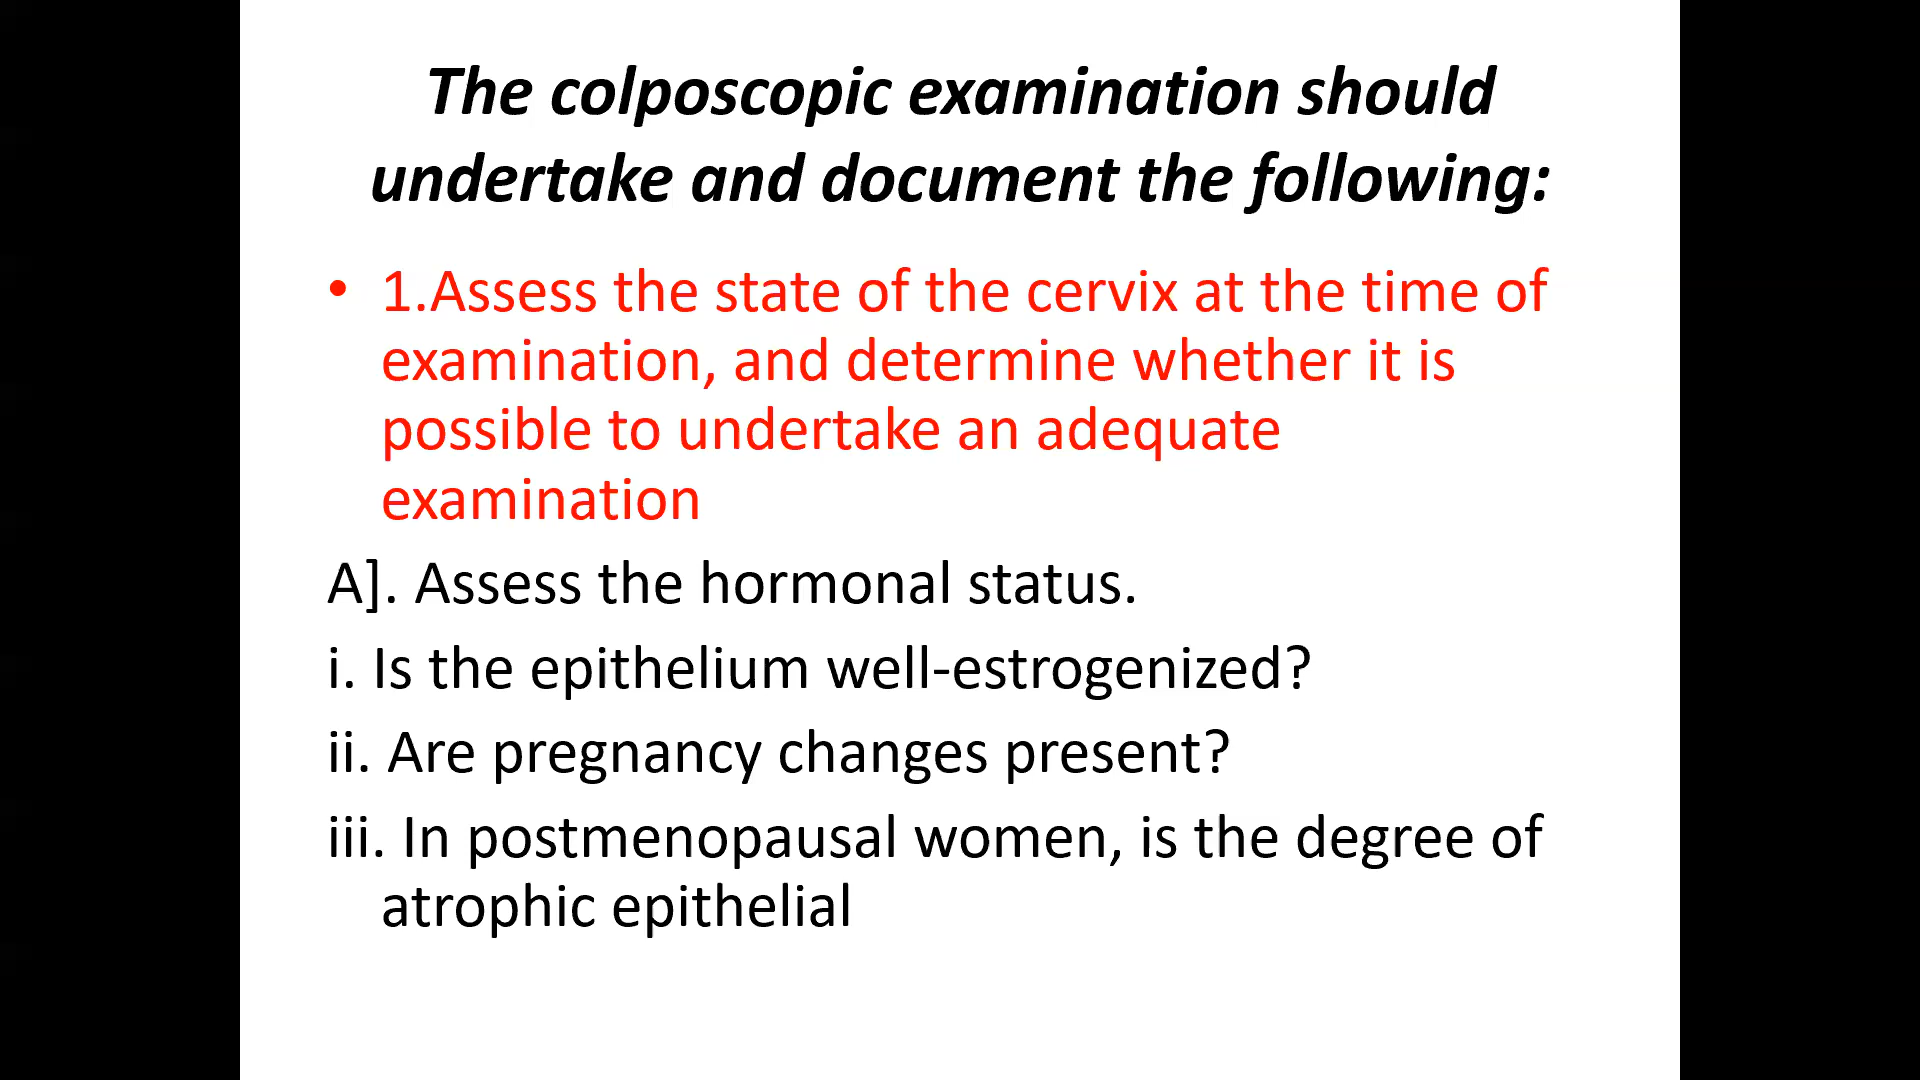 The colposcopic examination should
undertake and document the following:
• 1.Assess the state of the cervix at the time of
examination, and determine whether it is
possible to undertake an adequate
examination
A]. Assess the hormonal status.
i. Is the epithelium well-estrogenized?
ii. Are pregnancy changes present?
iii. In postmenopausal women, is the degree of
atrophic epithelial